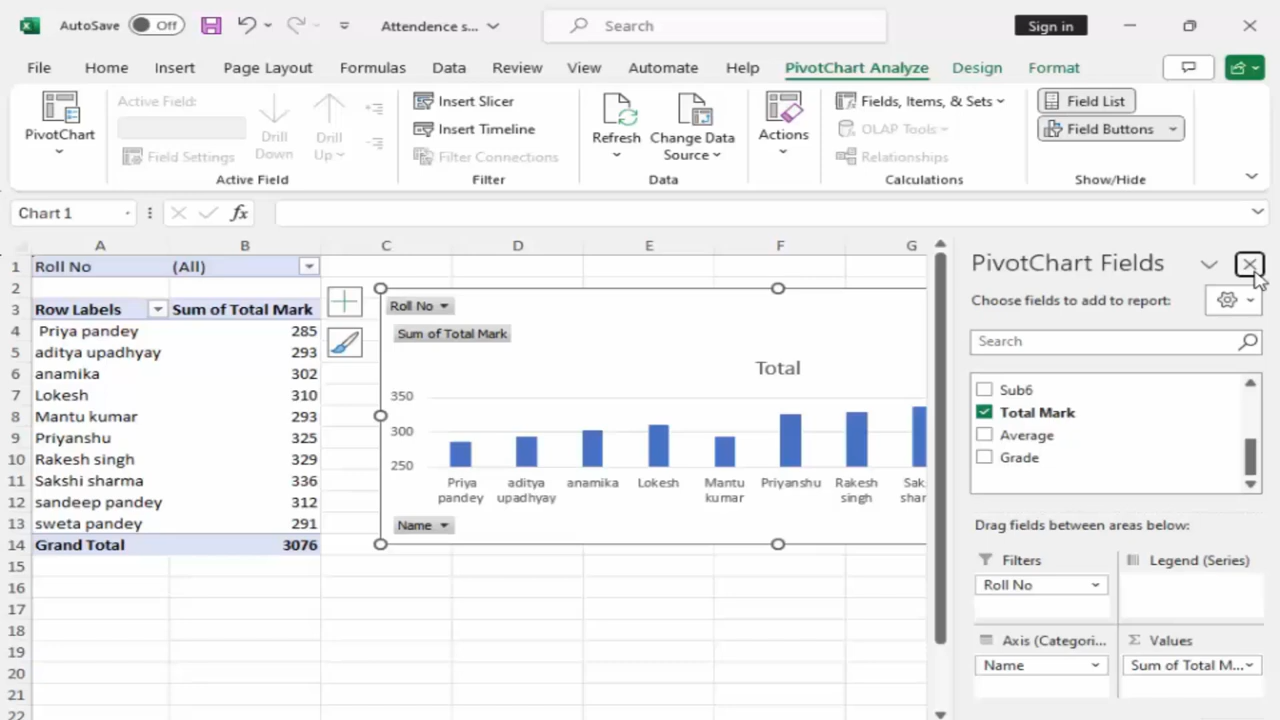 AutoSave Off Attendence s... Search Sign in
File Home Insert Page Layout Formulas Data Review View Automate Help PivotChart Analyze Design Format
PivotChart
Active Field:
Field Settings
Drill Down
Drill Up
Active Field
Insert Slicer
Insert Timeline
Filter Connections
Filter
Refresh
Change Data Source
Data
Actions
Fields, Items, & Sets
OLAP Tools
Relationships
Calculations
Field List
Field Buttons
Show/Hide
Chart 1 fx
A B C D E F G
1 Roll No (All)
2
3 Row Labels Sum of Total Mark
4 Priya pandey 285
5 aditya upadhyay 293
6 anamika 302
7 Lokesh 310
8 Mantu kumar 293
9 Priyanshu 325
10 Rakesh singh 329
11 Sakshi sharma 336
12 sandeep pandey 312
13 sweta pandey 291
14 Grand Total 3076
15
16
17
18
19
20
21
22
Roll No
Sum of Total Mark
Total
350
300
250
Priya pandey
aditya upadhyay
anamika
Lokesh
Mantu kumar
Priyanshu
Rakesh singh
Sak
shar
Name
PivotChart Fields
Choose fields to add to report:
Search
Sub6
Total Mark
Average
Grade
Drag fields between areas below:
Filters
Roll No
Legend (Series)
Axis (Categori...
Name
Σ Values
Sum of Total M...